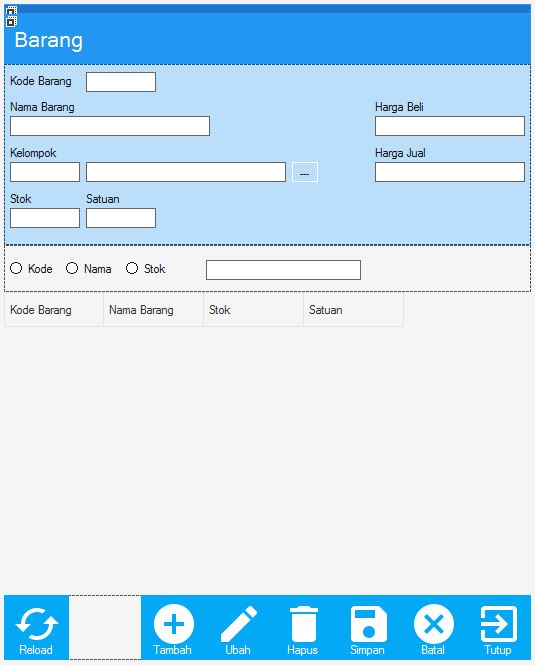 Barang
Kode Barang
Nama Barang Harga Beli
Kelompok Harga Jual
---
Stok Satuan
Kode Nama Stok
Kode Barang Nama Barang Stok Satuan
Reload Tambah Ubah Hapus Simpan Batal Tutup